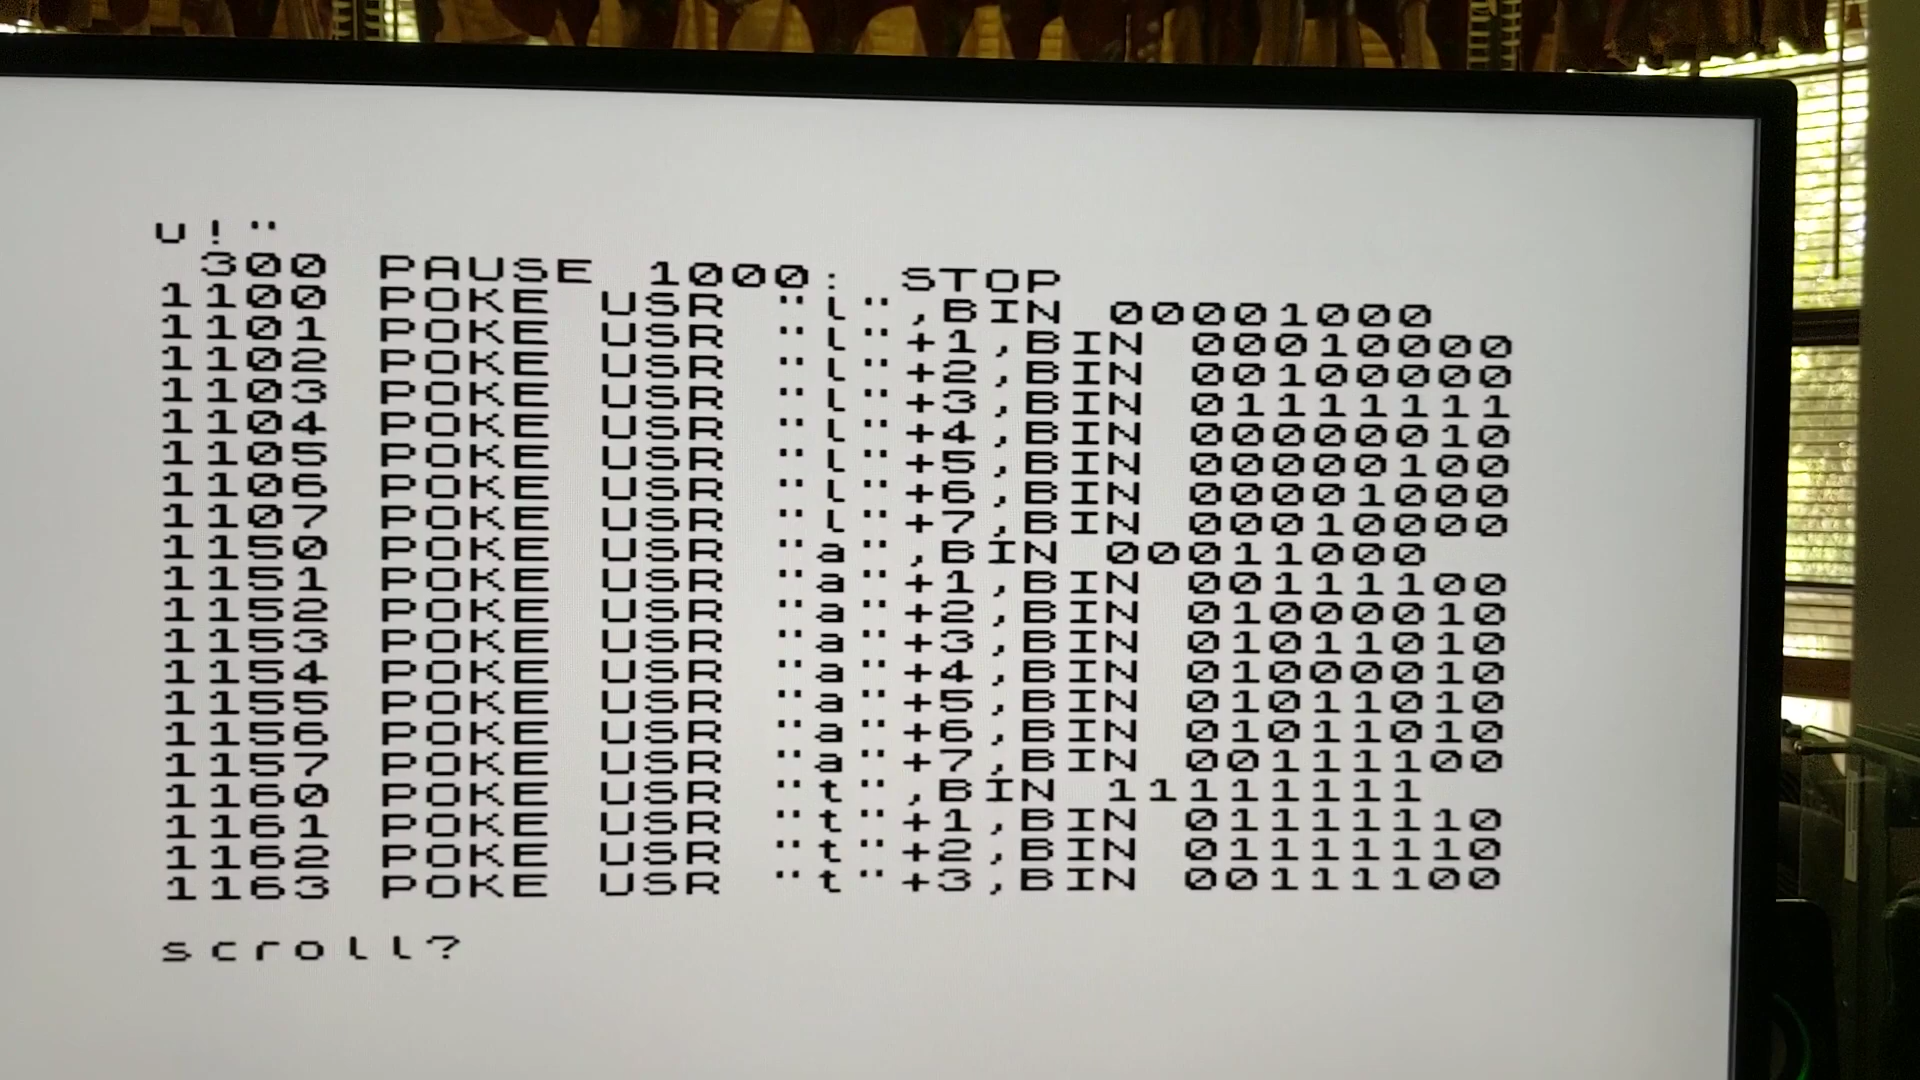 u!"
300 PAUSE 1000: STOP
1100 POKE USR "l",BIN 00001000
1101 POKE USR "l"+1,BIN 00010000
1102 POKE USR "l"+2,BIN 00100000
1103 POKE USR "l"+3,BIN 01111111
1104 POKE USR "l"+4,BIN 00000010
1105 POKE USR "l"+5,BIN 00000100
1106 POKE USR "l"+6,BIN 00001000
1107 POKE USR "l"+7,BIN 00010000
1150 POKE USR "a",BIN 00011000
1151 POKE USR "a"+1,BIN 00111100
1152 POKE USR "a"+2,BIN 01000010
1153 POKE USR "a"+3,BIN 01011010
1154 POKE USR "a"+4,BIN 01000010
1155 POKE USR "a"+5,BIN 01011010
1156 POKE USR "a"+6,BIN 01011010
1157 POKE USR "a"+7,BIN 00111100
1160 POKE USR "t",BIN 11111111
1161 POKE USR "t"+1,BIN 01111110
1162 POKE USR "t"+2,BIN 01111110
1163 POKE USR "t"+3,BIN 00111100
scroll?